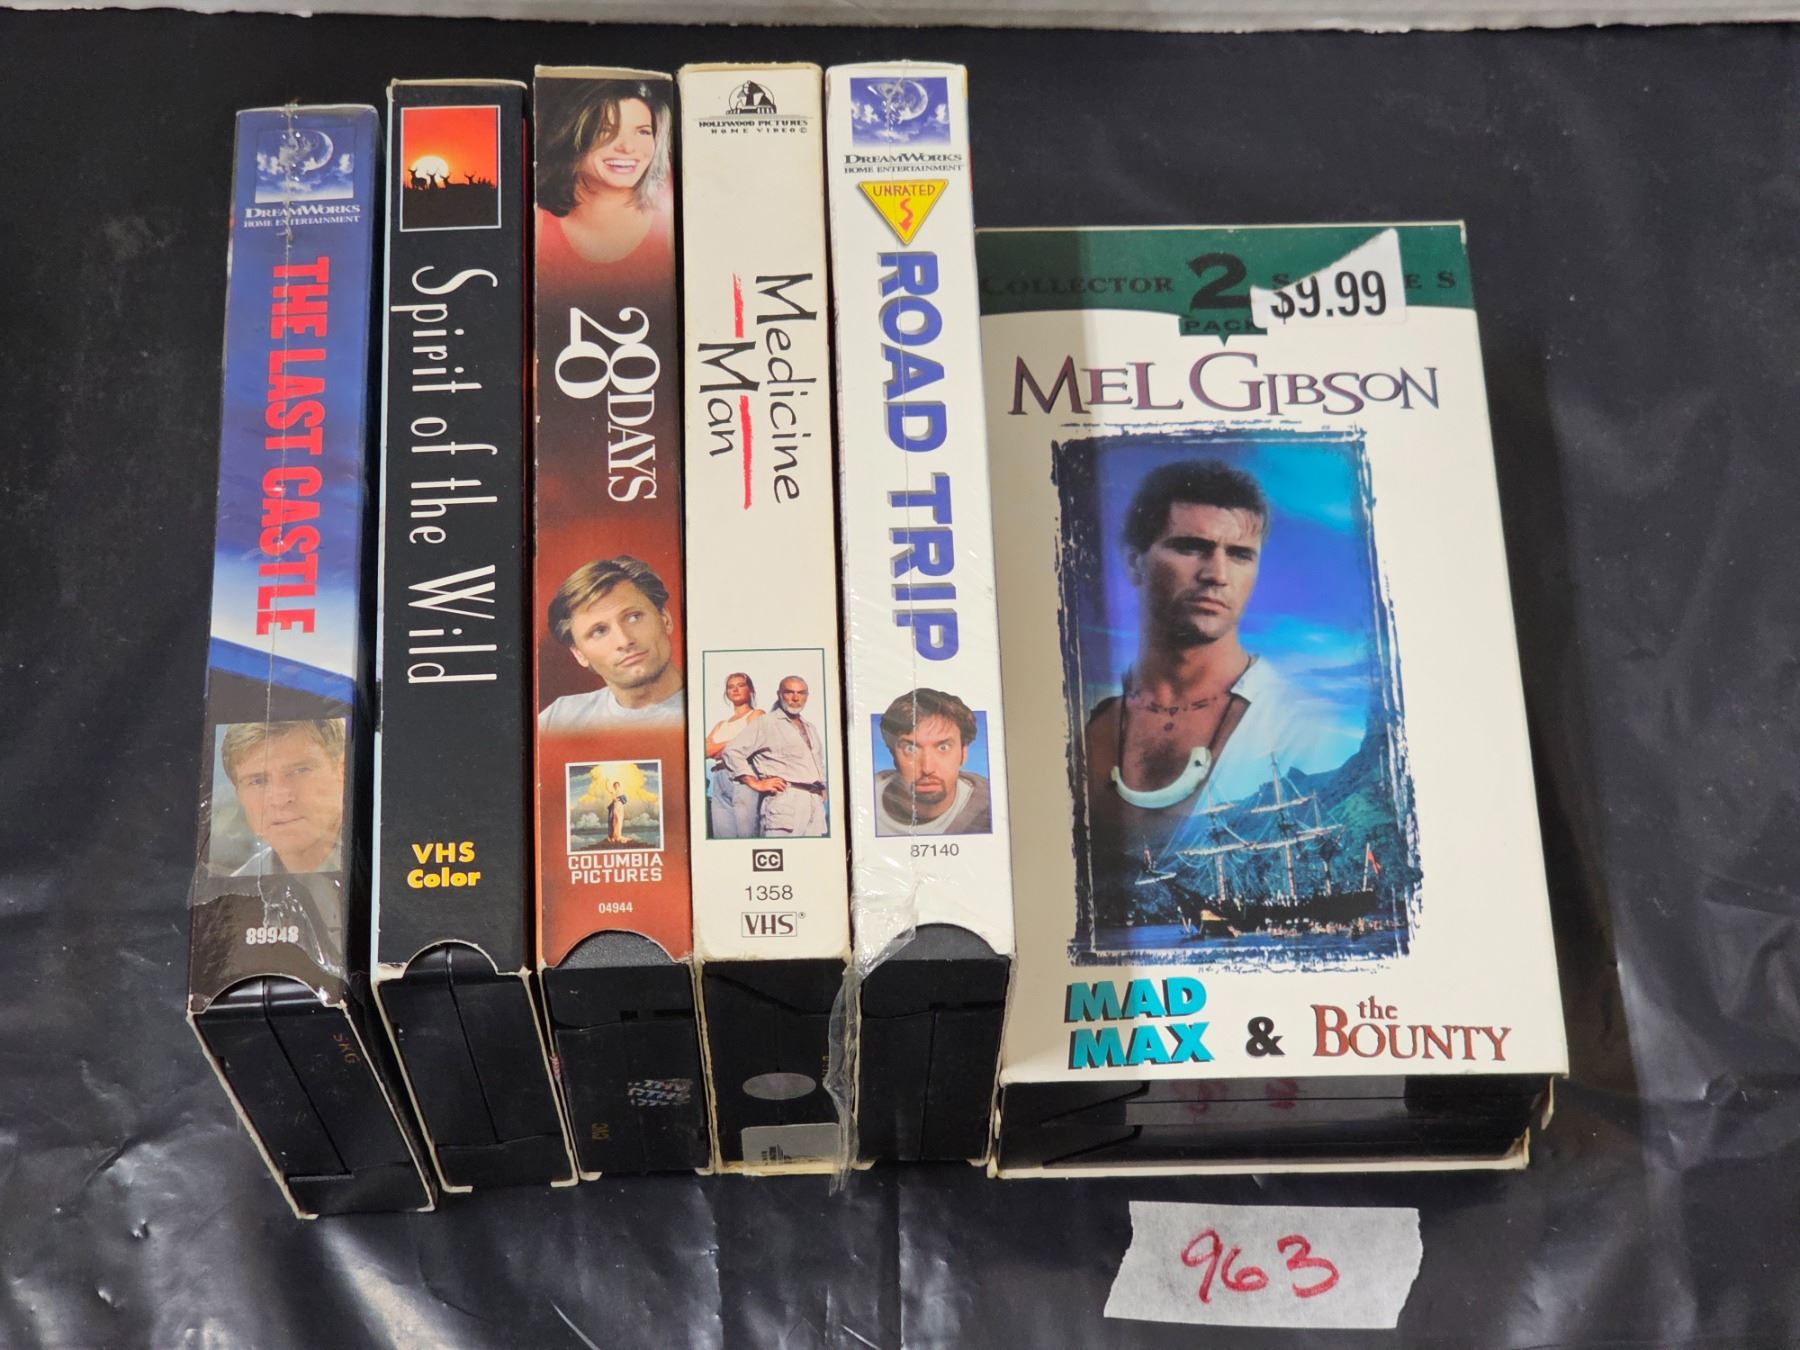 DREAMWORKS
HOME ENTERTAINMENT
THE LAST CASTLE
89948
SKG
Spirit of the Wild
VHS
Color
28 DAYS
COLUMBIA
PICTURES
04944
CVC
HOLLYWOOD PICTURES
HOME VIDEO©
Medicine
Man
CC
1358
VHS®
DREAMWORKS
HOME ENTERTAINMENT
UNRATED
ROAD TRIP
87140
COLLECTOR 2 S E S
PACK
$9.99
MEL GIBSON
MAD
MAX
&
the
BOUNTY
963